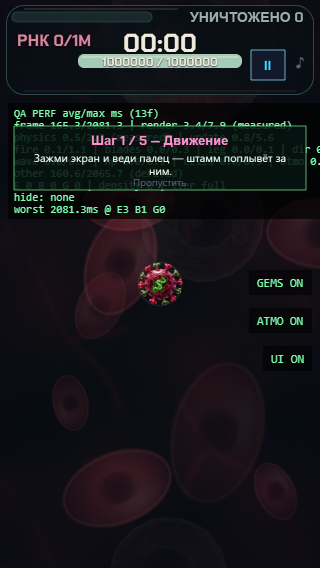 УНИЧТОЖЕНО 0
РНК 0/1M
00:00
1000000 / 1000000
QA PERF avg/max ms (13f)
frame 165.3/2081.3 | render 3.4/7.9 (measured)
Шаг 1 / 5 — Движение
Зажми экран и веди палец — штамм поплывёт за
ним.
Пропустить
hide: none
worst 2081.3ms @ E3 B1 G0
GEMS ON
ATMO ON
UI ON